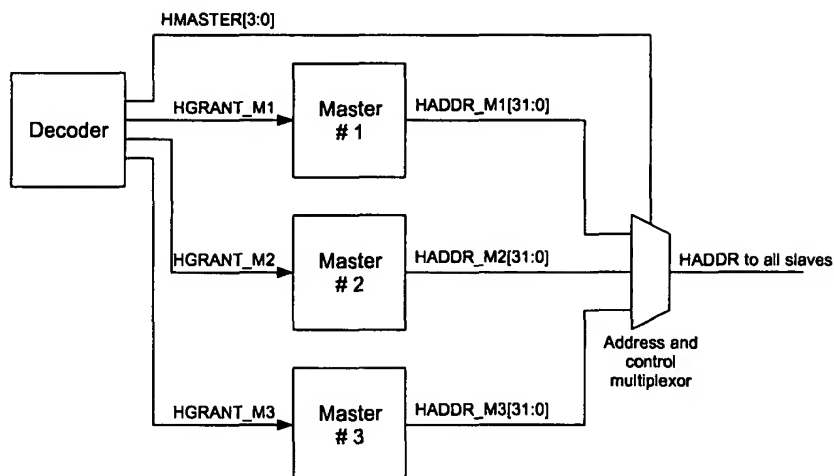 HMASTER[3:0]
Decoder
HGRANT_M1
Master
# 1
HADDR_M1[31:0]
HGRANT_M2
Master
# 2
HADDR_M2[31:0]
HADDR to all slaves
Address and
control
multiplexor
HGRANT_M3
Master
# 3
HADDR_M3[31:0]